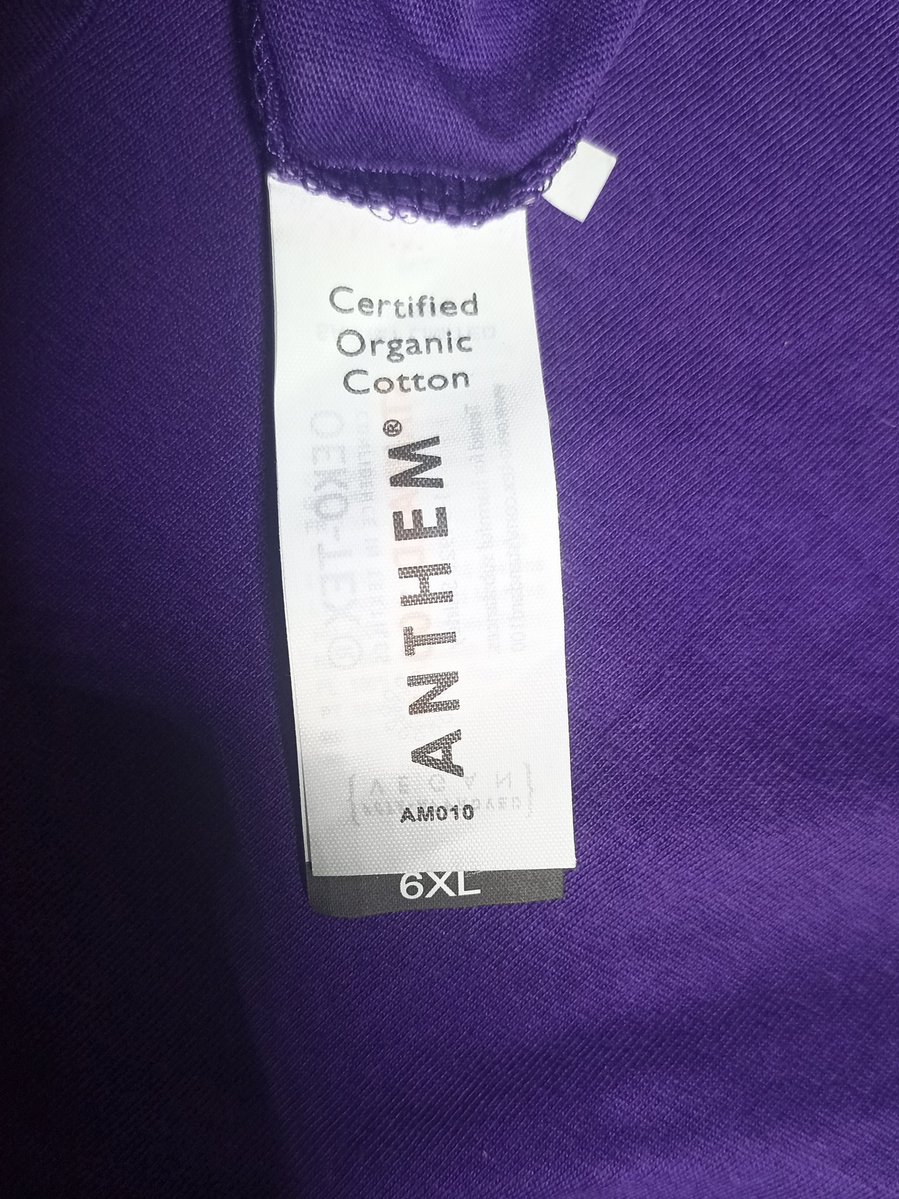 Certified
Organic
Cotton
ANTHEM®
AM010
6XL